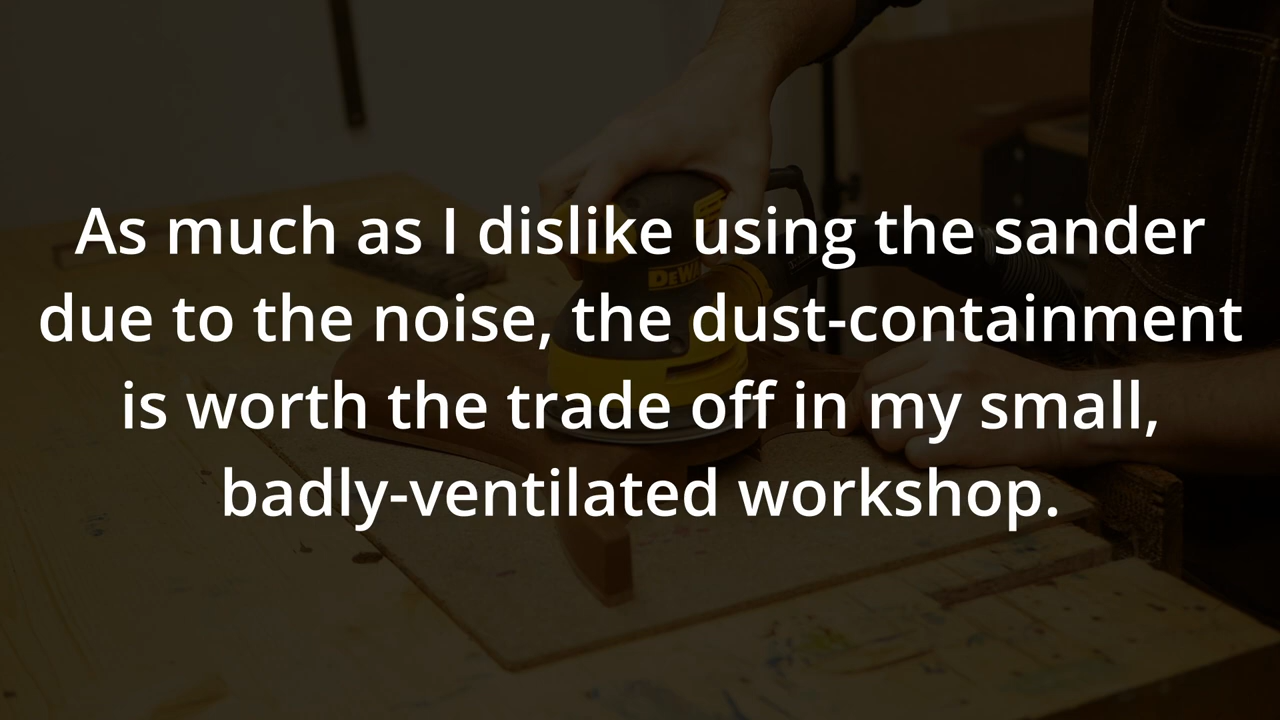 As much as I dislike using the sander
due to the noise, the dust-containment
is worth the trade off in my small,
badly-ventilated workshop.